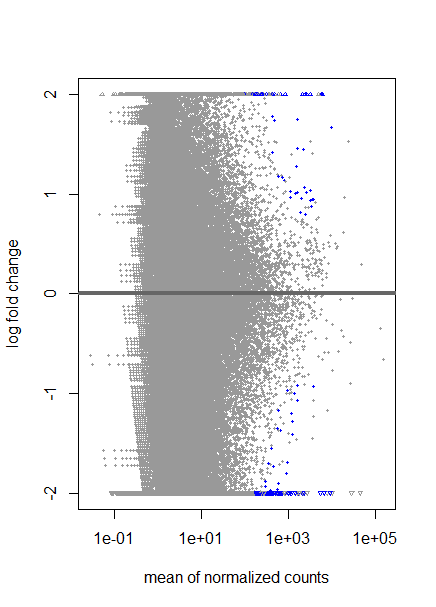 2
1
0
-1
-2
log fold change
1e-01
1e+01
1e+03
1e+05
mean of normalized counts